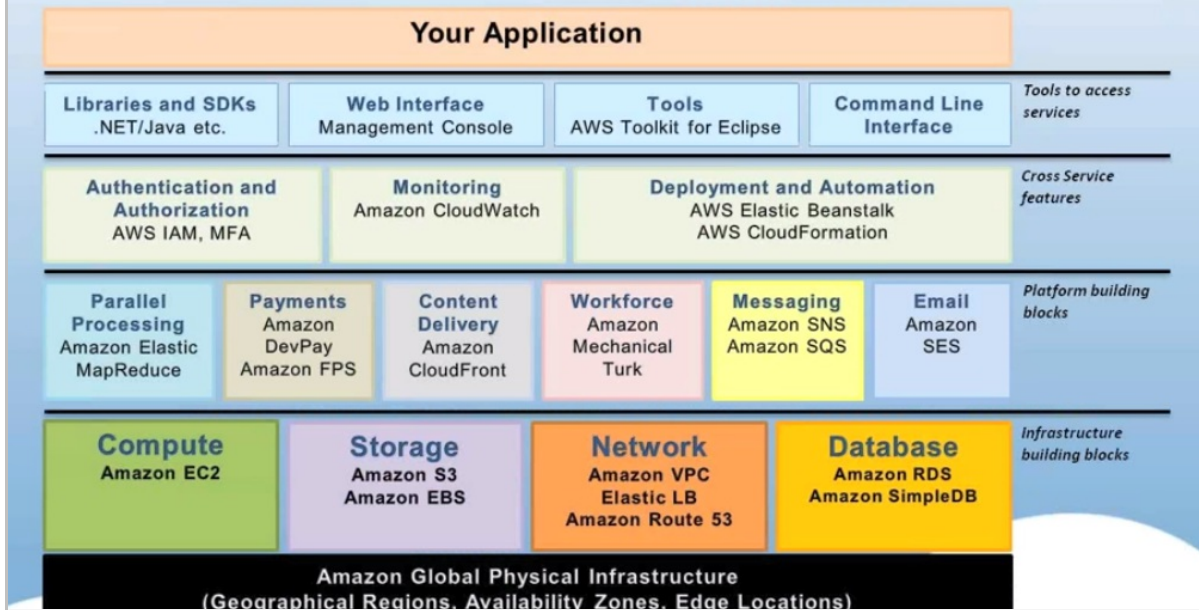 Your Application
Libraries and SDKs
.NET/Java etc.
Web Interface
Management Console
Tools
AWS Toolkit for Eclipse
Command Line
Interface
Tools to access
services
Authentication and
Authorization
AWS IAM, MFA
Monitoring
Amazon CloudWatch
Deployment and Automation
AWS Elastic Beanstalk
AWS CloudFormation
Cross Service
features
Parallel
Processing
Amazon Elastic
MapReduce
Payments
Amazon
DevPay
Amazon FPS
Content
Delivery
Amazon
CloudFront
Workforce
Amazon
Mechanical
Turk
Messaging
Amazon SNS
Amazon SQS
Email
Amazon
SES
Platform building
blocks
Compute
Amazon EC2
Storage
Amazon S3
Amazon EBS
Network
Amazon VPC
Elastic LB
Amazon Route 53
Database
Amazon RDS
Amazon SimpleDB
Infrastructure
building blocks
Amazon Global Physical Infrastructure
(Geographical Regions, Availability Zones, Edge Locations)